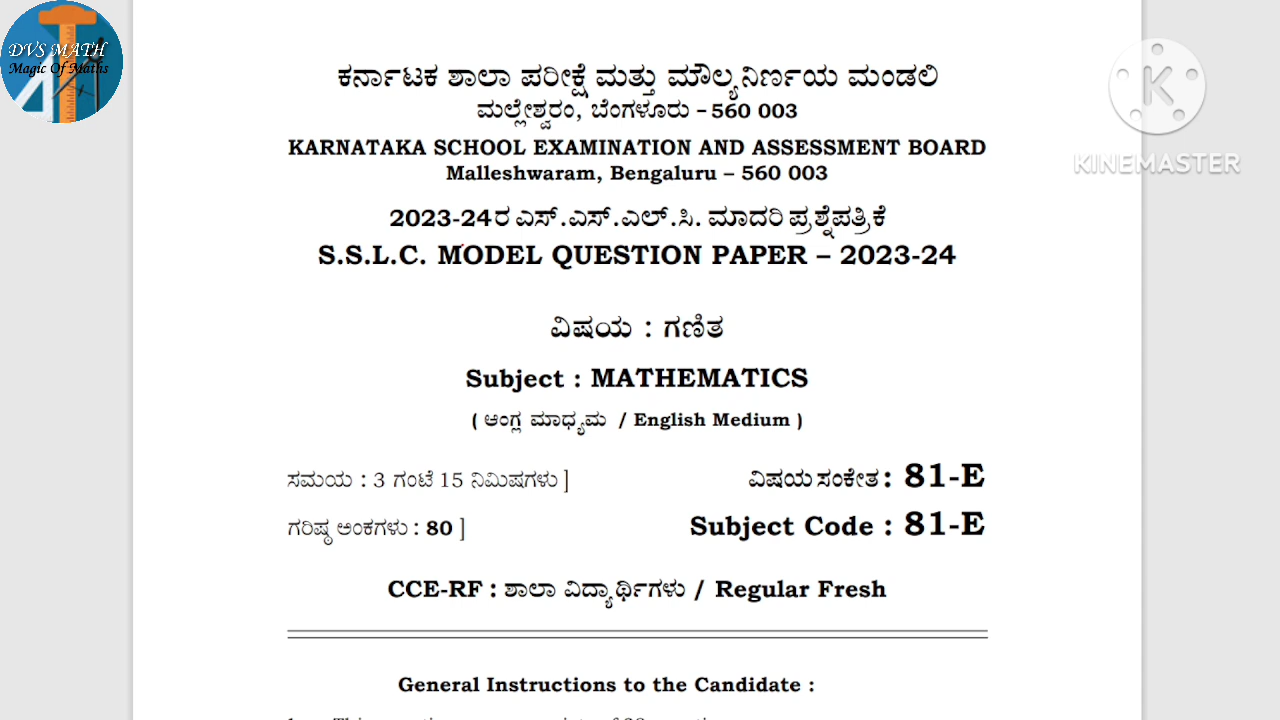 DVS MATH
Magic Of Maths
K
KINEMASTER
ಕರ್ನಾಟಕ ಶಾಲಾ ಪರೀಕ್ಷೆ ಮತ್ತು ಮೌಲ್ಯನಿರ್ಣಯ ಮಂಡಲಿ
ಮಲ್ಲೇಶ್ವರಂ, ಬೆಂಗಳೂರು – 560 003
KARNATAKA SCHOOL EXAMINATION AND ASSESSMENT BOARD
Malleshwaram, Bengaluru – 560 003
2023-24ರ ಎಸ್.ಎಸ್.ಎಲ್.ಸಿ. ಮಾದರಿ ಪ್ರಶ್ನೆಪತ್ರಿಕೆ
S.S.L.C. MODEL QUESTION PAPER – 2023-24
ವಿಷಯ : ಗಣಿತ
Subject : MATHEMATICS
( ಆಂಗ್ಲ ಮಾಧ್ಯಮ / English Medium )
ಸಮಯ : 3 ಗಂಟೆ 15 ನಿಮಿಷಗಳು ] ವಿಷಯ ಸಂಕೇತ : 81-E
ಗರಿಷ್ಠ ಅಂಕಗಳು : 80 ] Subject Code : 81-E
CCE-RF : ಶಾಲಾ ವಿದ್ಯಾರ್ಥಿಗಳು / Regular Fresh
General Instructions to the Candidate :